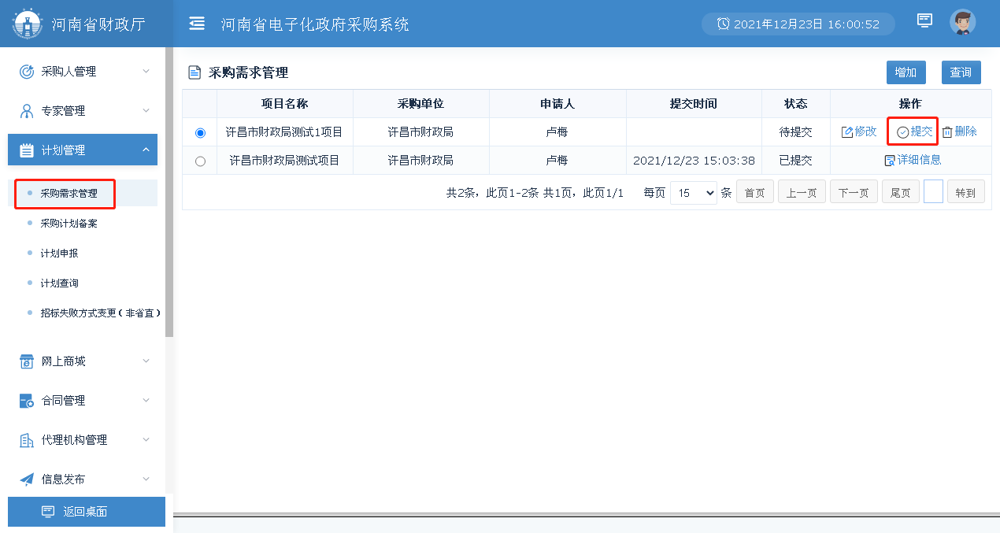 河南省财政厅
河南省电子化政府采购系统
2021年12月23日 16:00:52
采购人管理
专家管理
计划管理
采购需求管理
采购计划备案
计划申报
计划查询
招标失败方式变更(非省直)
网上商城
合同管理
代理机构管理
信息发布
返回桌面
采购需求管理
增加 查询
项目名称 采购单位 申请人 提交时间 状态 操作
许昌市财政局测试1项目 许昌市财政局 卢梅 待提交 修改 提交 删除
许昌市财政局测试项目 许昌市财政局 卢梅 2021/12/23 15:03:38 已提交 详细信息
共2条，此页1-2条 共1页，此页1/1 每页 15 条 首页 上一页 下一页 尾页 转到